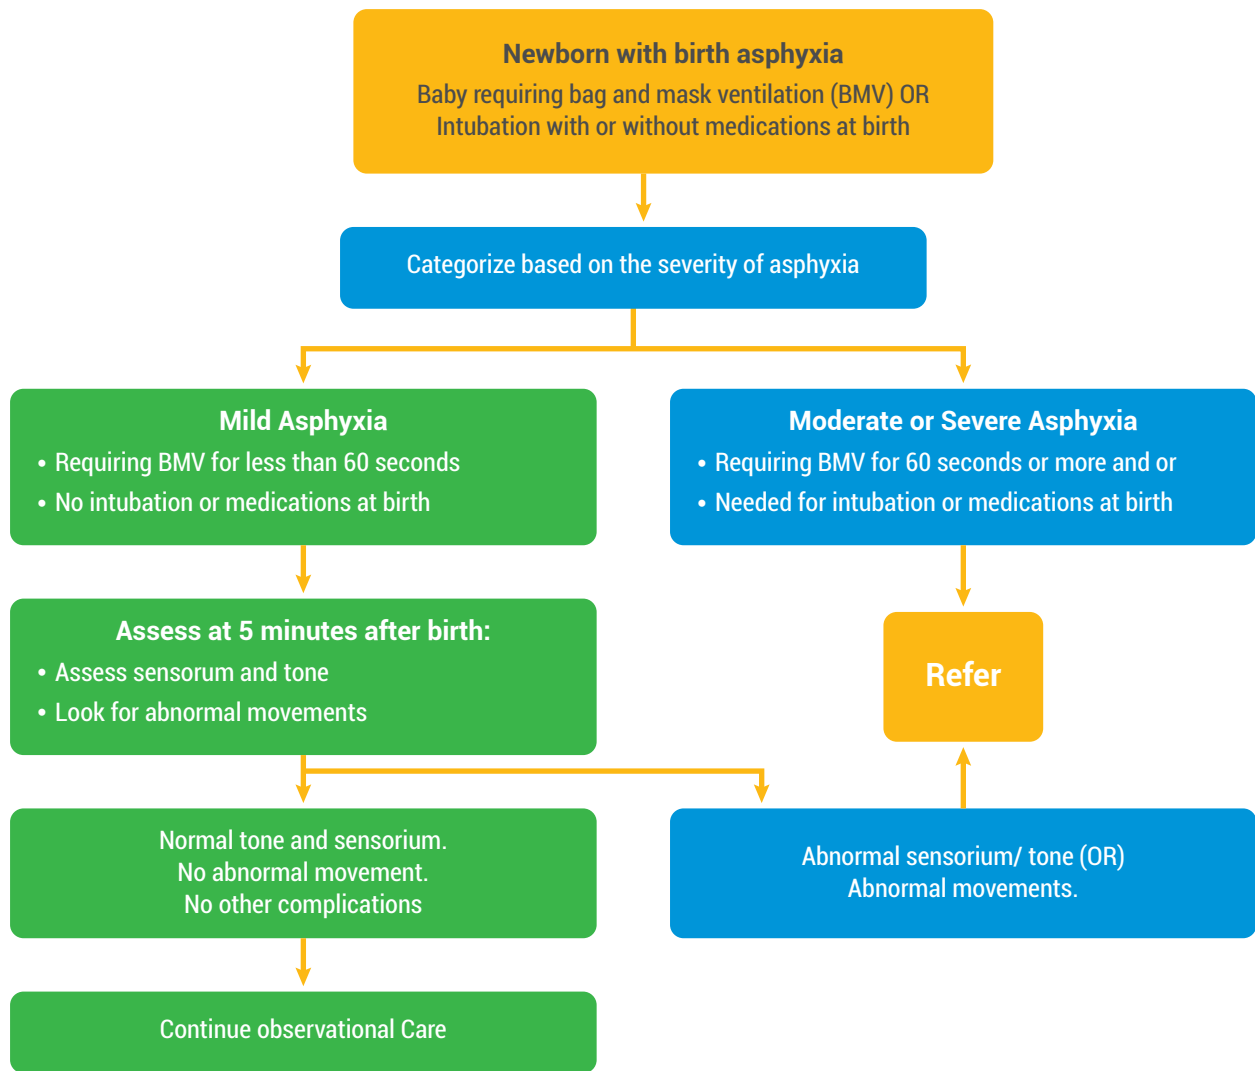 Newborn with birth asphyxia
Baby requiring bag and mask ventilation (BMV) OR
Intubation with or without medications at birth
Categorize based on the severity of asphyxia
Mild Asphyxia
• Requiring BMV for less than 60 seconds
• No intubation or medications at birth
Moderate or Severe Asphyxia
• Requiring BMV for 60 seconds or more and or
• Needed for intubation or medications at birth
Assess at 5 minutes after birth:
• Assess sensorum and tone
• Look for abnormal movements
Refer
Normal tone and sensorium.
No abnormal movement.
No other complications
Abnormal sensorium/ tone (OR)
Abnormal movements.
Continue observational Care